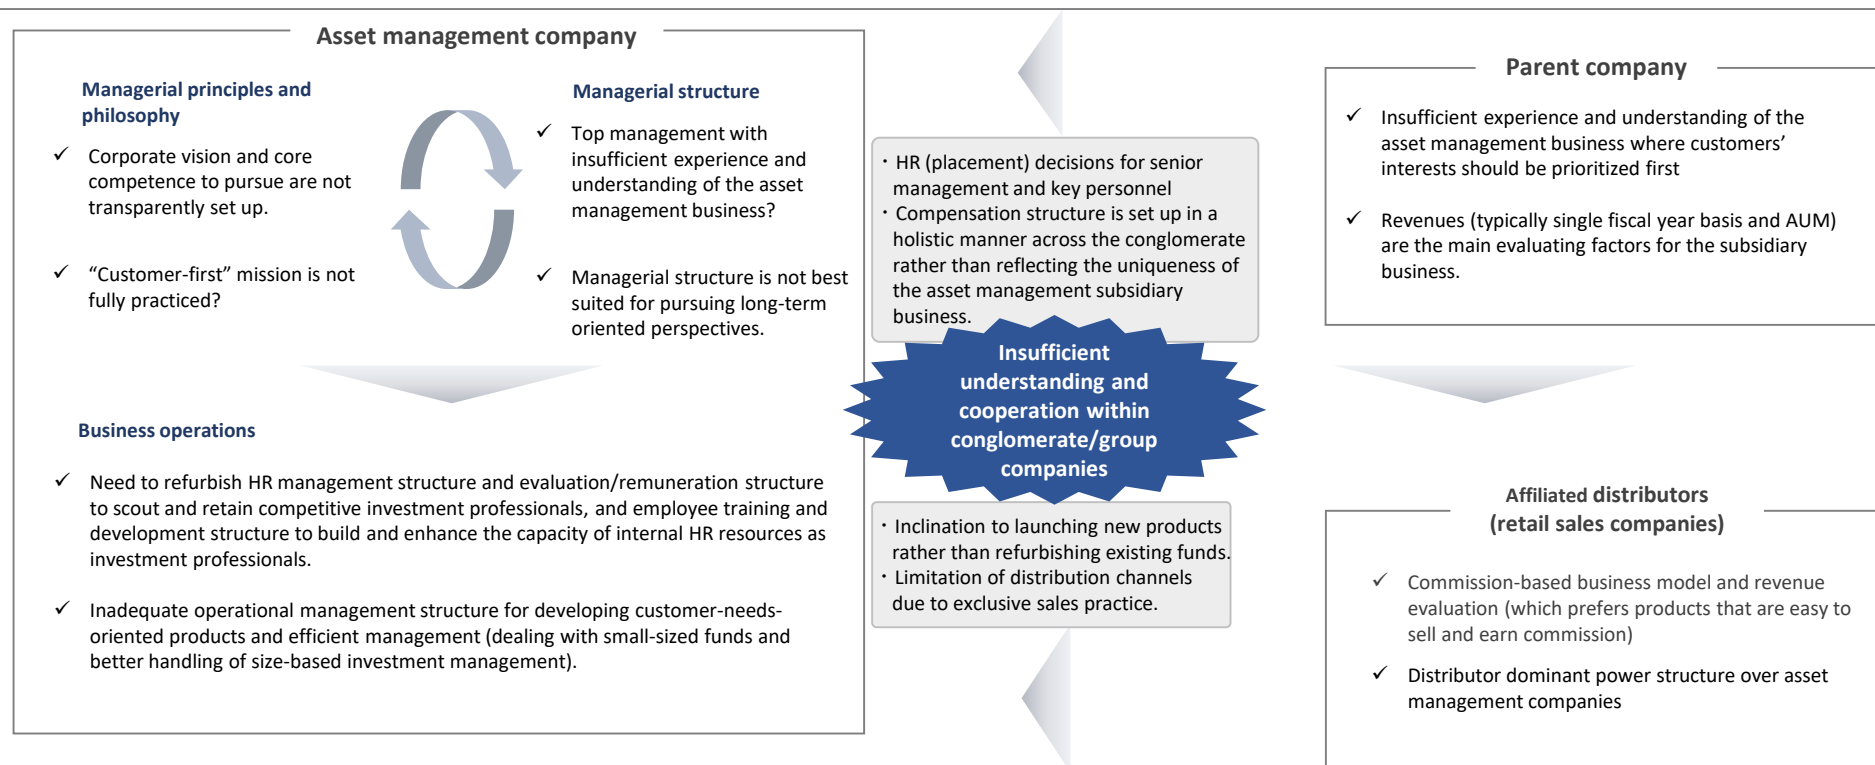 Asset management company
Managerial principles and
philosophy
✓ Corporate vision and core
competence to pursue are not
transparently set up.
✓ “Customer-first” mission is not
fully practiced?
Managerial structure
✓ Top management with
insufficient experience and
understanding of the asset
management business?
✓ Managerial structure is not best
suited for pursuing long-term
oriented perspectives.
Business operations
✓ Need to refurbish HR management structure and evaluation/remuneration structure
to scout and retain competitive investment professionals, and employee training and
development structure to build and enhance the capacity of internal HR resources as
investment professionals.
✓ Inadequate operational management structure for developing customer-needs-
oriented products and efficient management (dealing with small-sized funds and
better handling of size-based investment management).
・HR (placement) decisions for senior
management and key personnel
・Compensation structure is set up in a
holistic manner across the conglomerate
rather than reflecting the uniqueness of
the asset management subsidiary
business.
Insufficient
understanding and
cooperation within
conglomerate/group
companies
・Inclination to launching new products
rather than refurbishing existing funds.
・Limitation of distribution channels
due to exclusive sales practice.
Parent company
✓ Insufficient experience and understanding of the
asset management business where customers’
interests should be prioritized first
✓ Revenues (typically single fiscal year basis and AUM)
are the main evaluating factors for the subsidiary
business.
Affiliated distributors
(retail sales companies)
✓ Commission-based business model and revenue
evaluation (which prefers products that are easy to
sell and earn commission)
✓ Distributor dominant power structure over asset
management companies